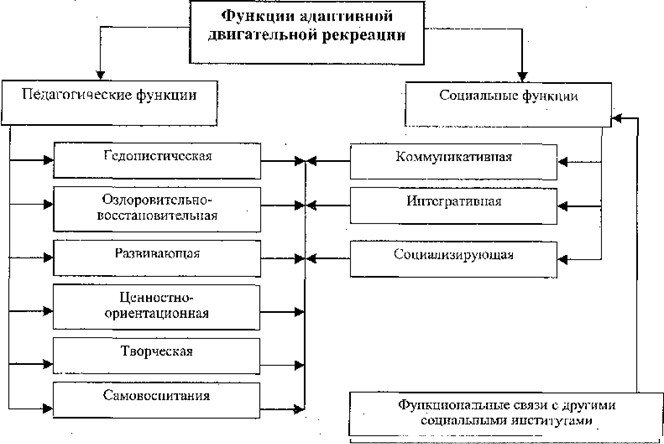 Функции адаптивной
двигательной рекреации
Педагогические функции
Социальные функции
Гедонистическая
Оздоровительно-
восстановительная
Развивающая
Ценностно-
ориентационная
Творческая
Самовоспитания
Коммуникативная
Интегративная
Социализирующая
Функциональные связи с другими
социальными институтами